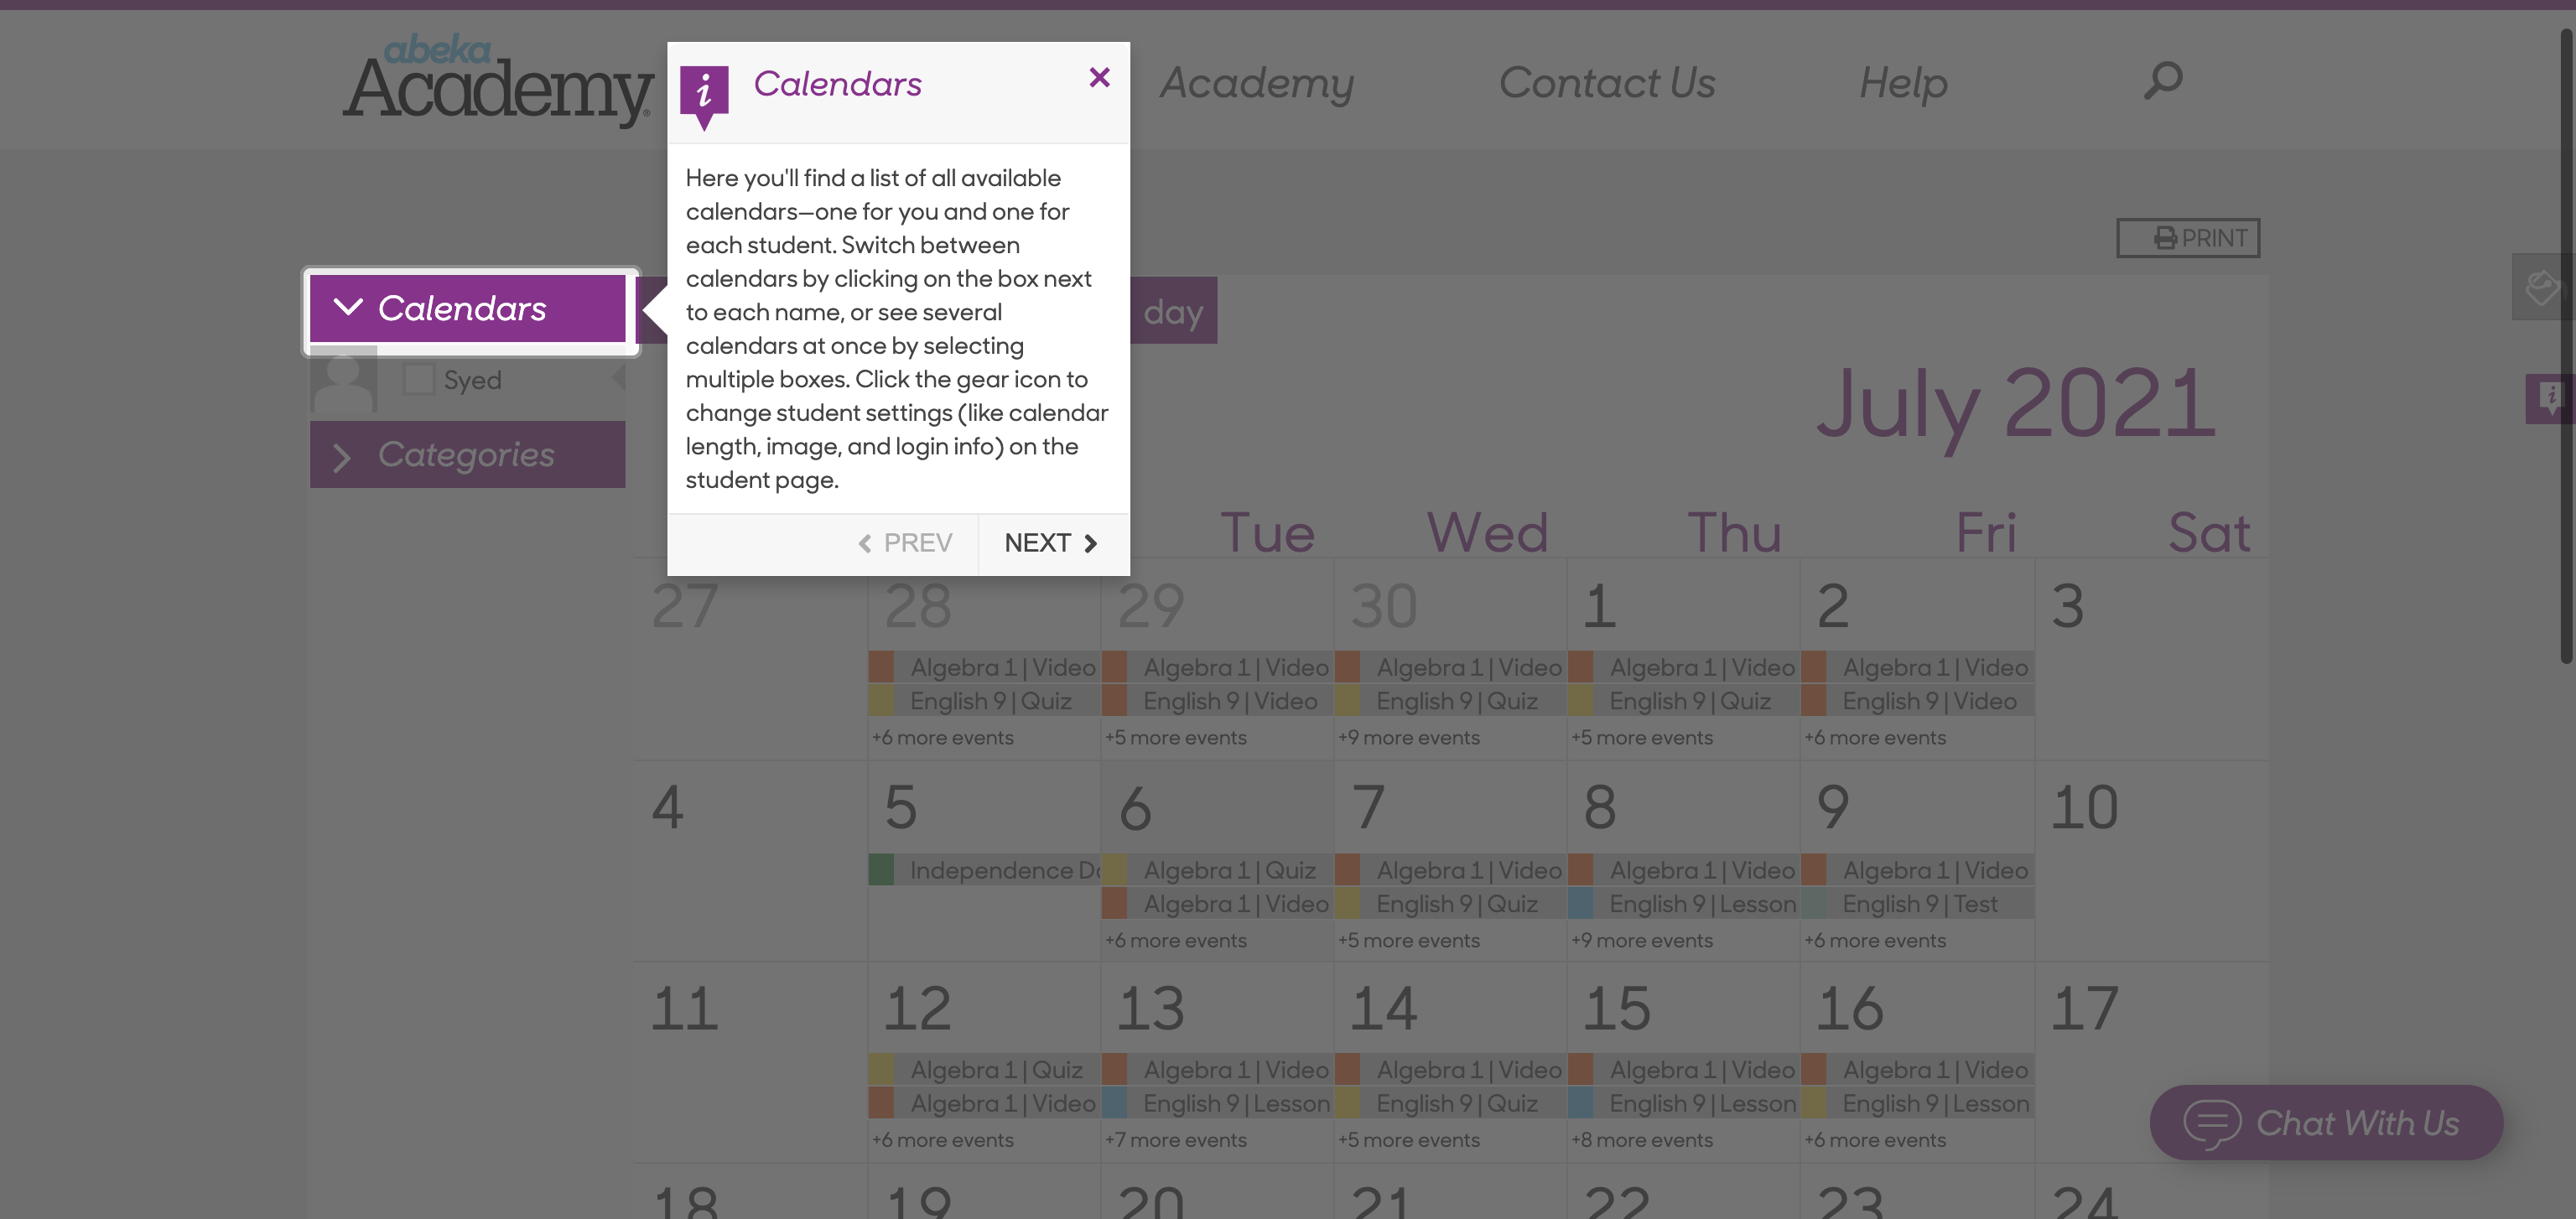 abeka
Academy®
Academy
Contact Us
Help
Calendars
Here you'll find a list of all available
calendars—one for you and one for
each student. Switch between
calendars by clicking on the box next
to each name, or see several
calendars at once by selecting
multiple boxes. Click the gear icon to
change student settings (like calendar
length, image, and login info) on the
student page.
PREV
NEXT
PRINT
Calendars
Syed
Categories
day
July 2021
Tue
Wed
Thu
Fri
Sat
27
28
29
30
1
2
3
Algebra 1 | Video
Algebra 1 | Video
Algebra 1 | Video
Algebra 1 | Video
Algebra 1 | Video
English 9 | Quiz
English 9 | Video
English 9 | Quiz
English 9 | Quiz
English 9 | Video
+6 more events
+5 more events
+9 more events
+5 more events
+6 more events
4
5
6
7
8
9
10
Independence Da
Algebra 1 | Quiz
Algebra 1 | Video
Algebra 1 | Video
Algebra 1 | Video
Algebra 1 | Video
English 9 | Quiz
English 9 | Lesson
English 9 | Test
+6 more events
+5 more events
+9 more events
+6 more events
11
12
13
14
15
16
17
Algebra 1 | Quiz
Algebra 1 | Video
Algebra 1 | Video
Algebra 1 | Video
Algebra 1 | Video
Algebra 1 | Video
English 9 | Lesson
English 9 | Quiz
English 9 | Lesson
English 9 | Lesson
+6 more events
+7 more events
+5 more events
+8 more events
+6 more events
Chat With Us
18
19
20
21
22
23
24